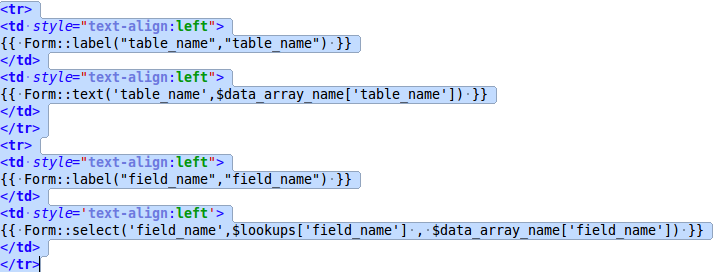 <tr>
<td style="text-align:left">
{{ Form::label("table_name","table_name") }}
</td>
<td style="text-align:left">
{{ Form::text('table_name',$data_array_name['table_name']) }}
</td>
</tr>
<tr>
<td style="text-align:left">
{{ Form::label("field_name","field_name") }}
</td>
<td style='text-align:left'>
{{ Form::select('field_name',$lookups['field_name'] , $data_array_name['field_name']) }}
</td>
</tr>